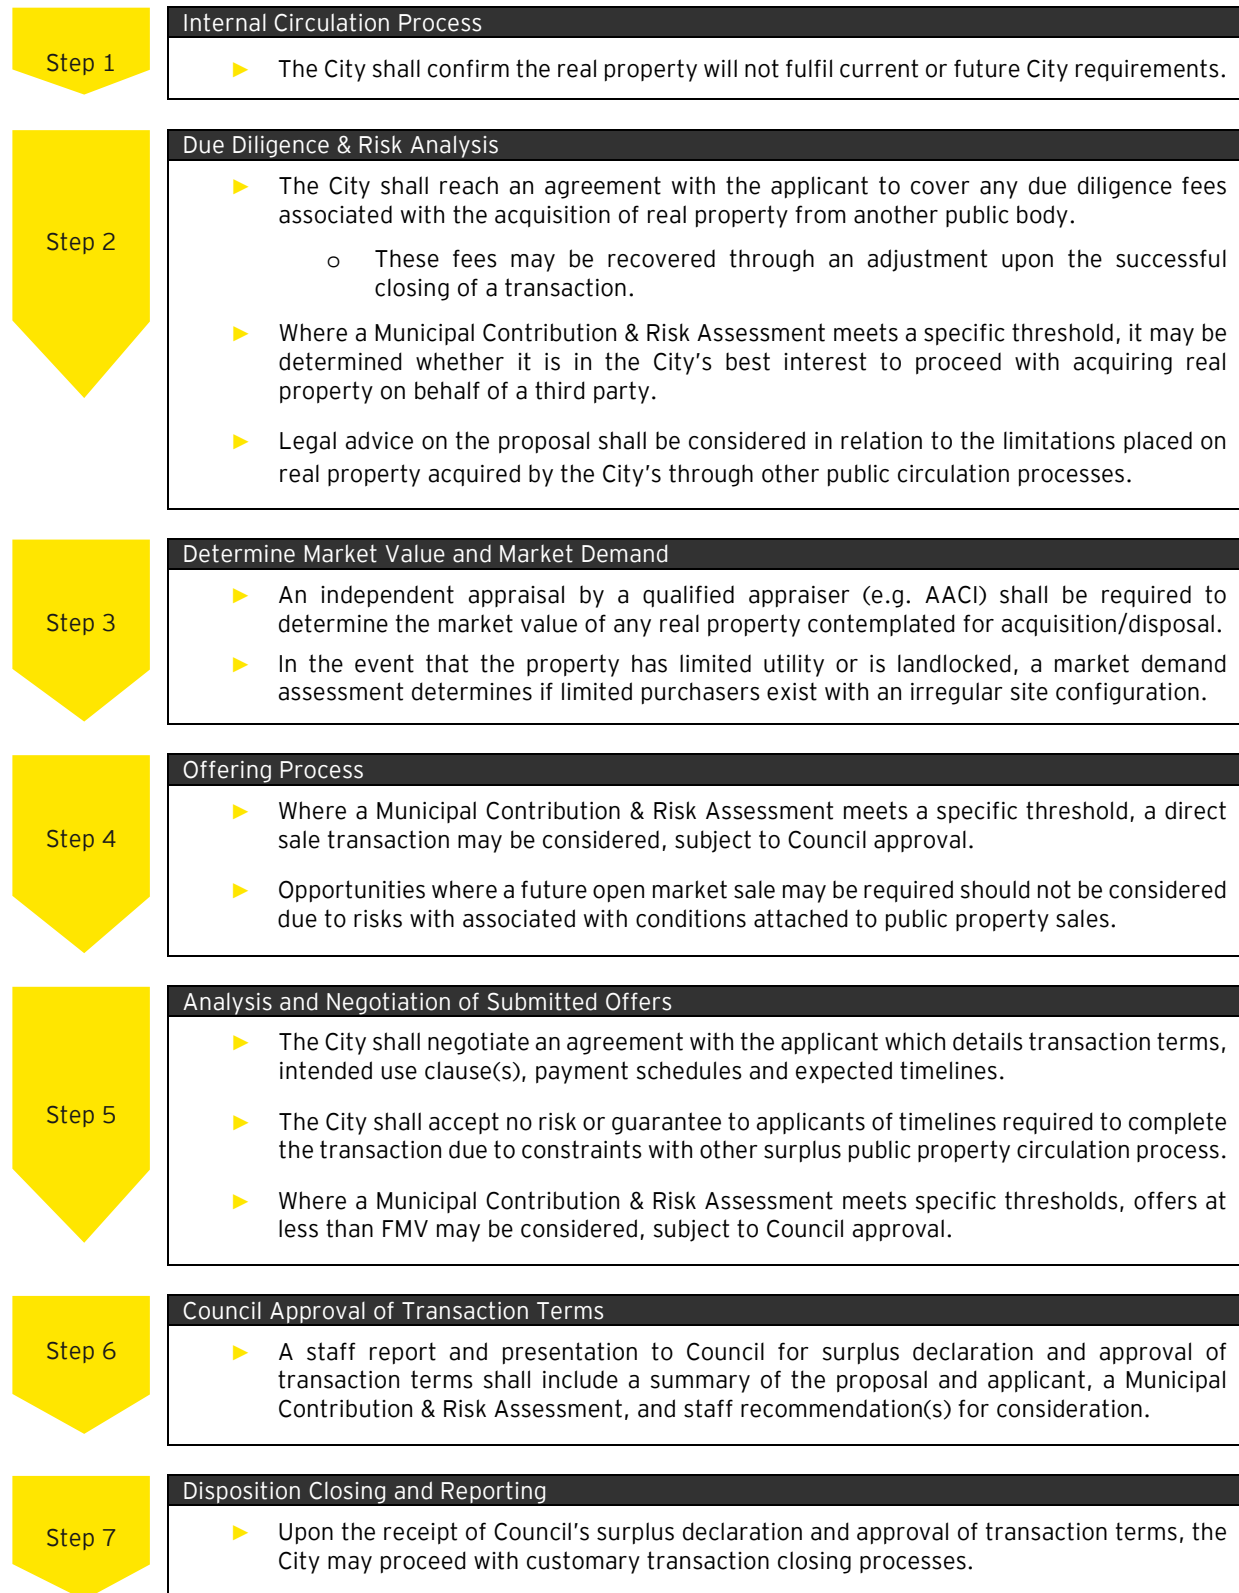 Step 1
Internal Circulation Process
► The City shall confirm the real property will not fulfil current or future City requirements.
Step 2
Due Diligence & Risk Analysis
► The City shall reach an agreement with the applicant to cover any due diligence fees
associated with the acquisition of real property from another public body.
o These fees may be recovered through an adjustment upon the successful
closing of a transaction.
► Where a Municipal Contribution & Risk Assessment meets a specific threshold, it may be
determined whether it is in the City's best interest to proceed with acquiring real
property on behalf of a third party.
► Legal advice on the proposal shall be considered in relation to the limitations placed on
real property acquired by the City's through other public circulation processes.
Step 3
Determine Market Value and Market Demand
► An independent appraisal by a qualified appraiser (e.g. AACI) shall be required to
determine the market value of any real property contemplated for acquisition/disposal.
► In the event that the property has limited utility or is landlocked, a market demand
assessment determines if limited purchasers exist with an irregular site configuration.
Step 4
Offering Process
► Where a Municipal Contribution & Risk Assessment meets a specific threshold, a direct
sale transaction may be considered, subject to Council approval.
► Opportunities where a future open market sale may be required should not be considered
due to risks with associated with conditions attached to public property sales.
Step 5
Analysis and Negotiation of Submitted Offers
► The City shall negotiate an agreement with the applicant which details transaction terms,
intended use clause(s), payment schedules and expected timelines.
► The City shall accept no risk or guarantee to applicants of timelines required to complete
the transaction due to constraints with other surplus public property circulation process.
► Where a Municipal Contribution & Risk Assessment meets specific thresholds, offers at
less than FMV may be considered, subject to Council approval.
Step 6
Council Approval of Transaction Terms
► A staff report and presentation to Council for surplus declaration and approval of
transaction terms shall include a summary of the proposal and applicant, a Municipal
Contribution & Risk Assessment, and staff recommendation(s) for consideration.
Step 7
Disposition Closing and Reporting
► Upon the receipt of Council's surplus declaration and approval of transaction terms, the
City may proceed with customary transaction closing processes.